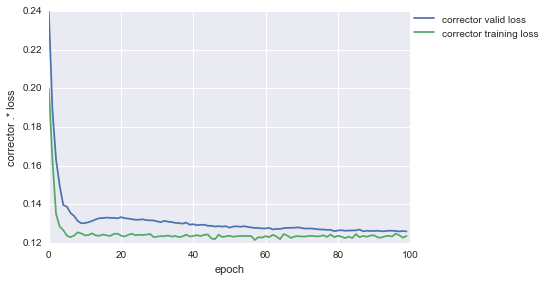 0.24
0.22
0.20
0.18
0.16
0.14
0.12
0 20 40 60 80 100
epoch
corrector .* loss
corrector valid loss
corrector training loss